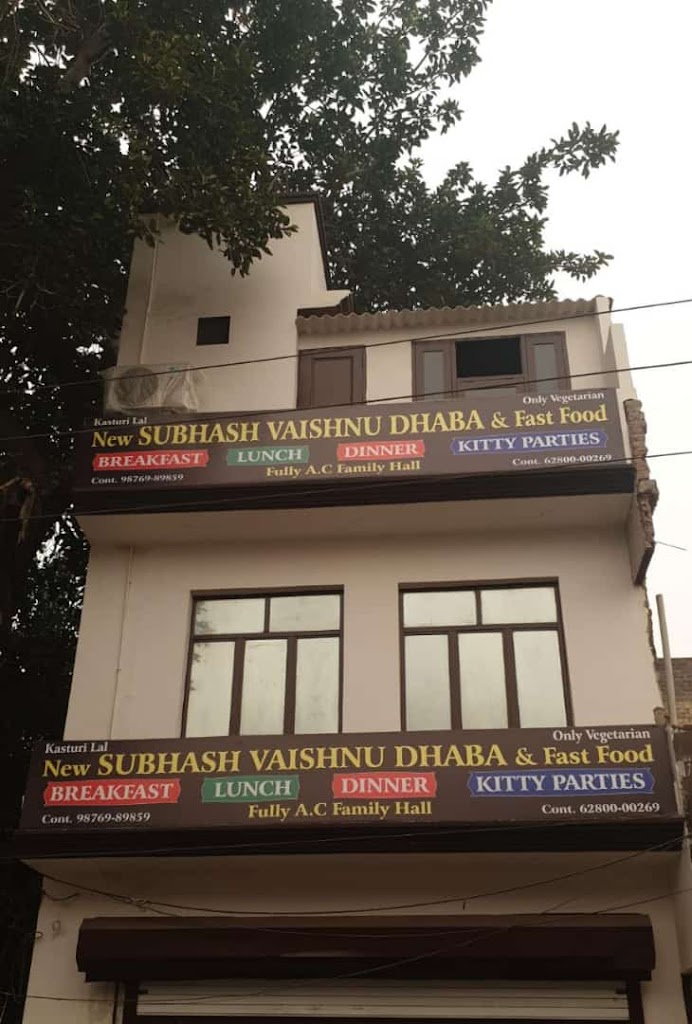 Kasturi Lal Only Vegetarian
New SUBHASH VAISHNU DHABA & Fast Food
BREAKFAST LUNCH DINNER KITTY PARTIES
Fully A.C Family Hall
Cont. 98769-89859 Cont. 62800-00269
Kasturi Lal Only Vegetarian
New SUBHASH VAISHNU DHABA & Fast Food
BREAKFAST LUNCH DINNER KITTY PARTIES
Fully A.C Family Hall
Cont. 98769-89859 Cont. 62800-00269